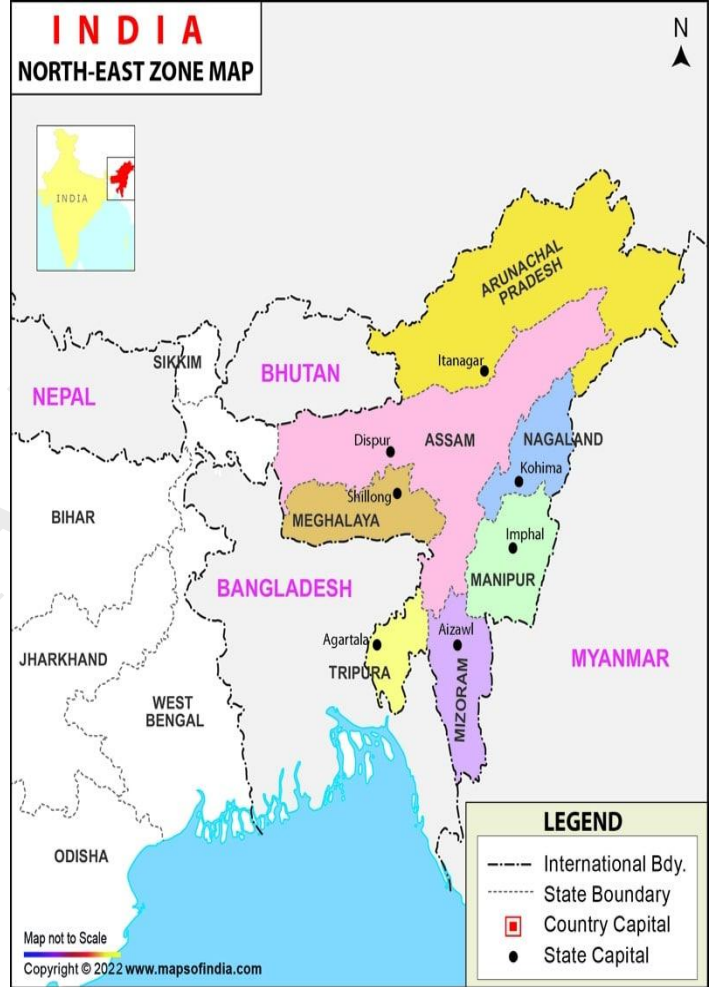 INDIA
NORTH-EAST ZONE MAP
N
INDIA
ARUNACHAL
PRADESH
SIKKIM
BHUTAN
Itanagar
NEPAL
Dispur
ASSAM
NAGALAND
Kohima
Shillong
BIHAR
MEGHALAYA
Imphal
MANIPUR
BANGLADESH
Agartala
Aizawl
JHARKHAND
TRIPURA
MYANMAR
WEST
BENGAL
MIZORAM
ODISHA
LEGEND
International Bdy.
State Boundary
Country Capital
State Capital
Map not to Scale
Copyright © 2022 www.mapsofindia.com